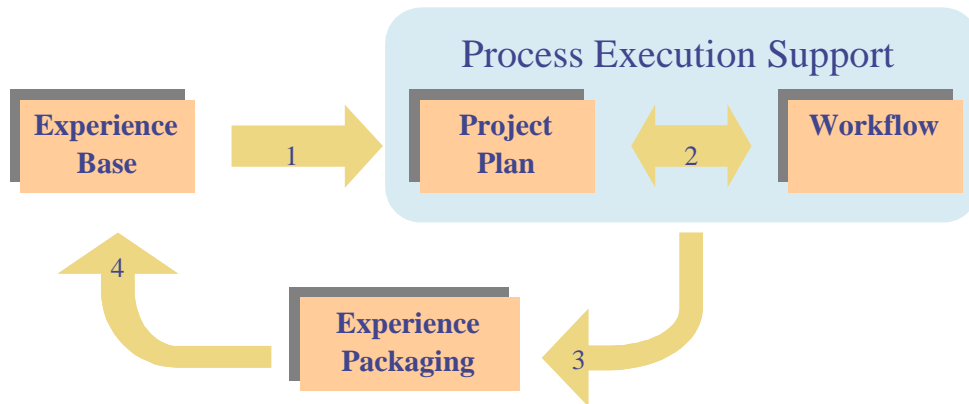 Process Execution Support
Experience
Base
1
Project
Plan
2
Workflow
4
Experience
Packaging
3